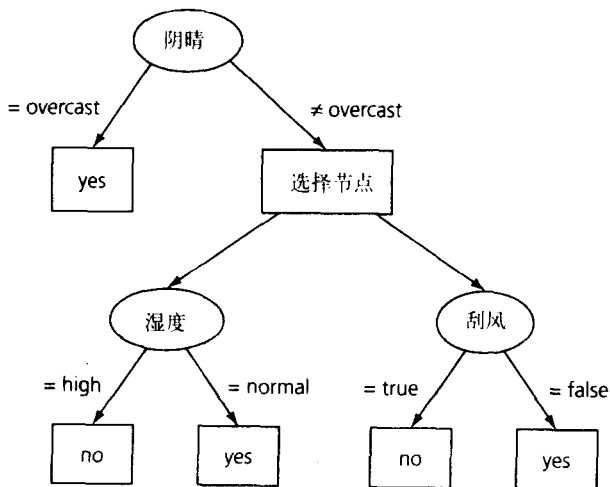 阴晴
= overcast
≠ overcast
yes
选择节点
湿度
刮风
= high
= normal
= true
= false
no
yes
no
yes